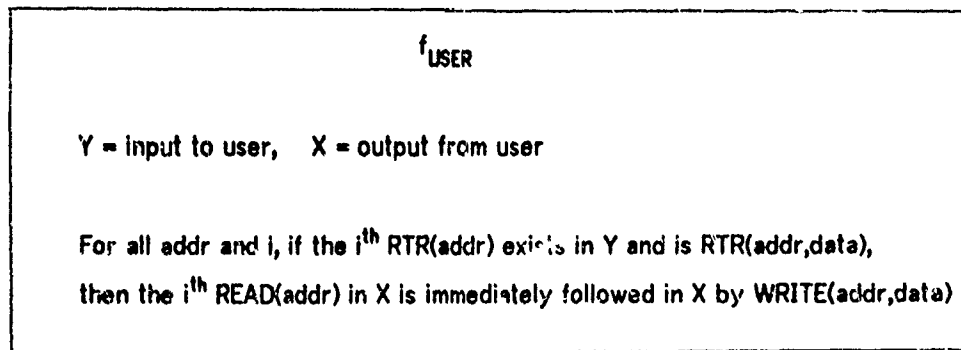 f USER
Y = input to user, X = output from user
For all addr and i, if the i th RTR(addr) exists in Y and is RTR(addr,data),
then the i th READ(addr) in X is immediately followed in X by WRITE(addr,data)